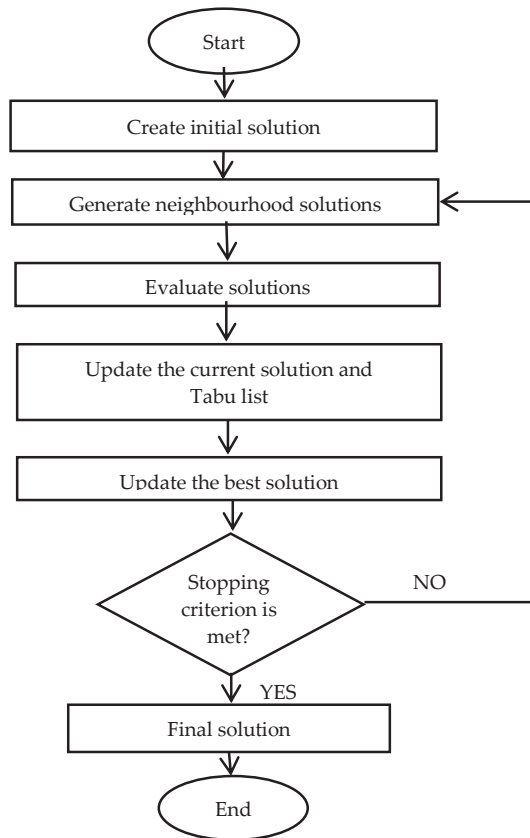 Start
Create initial solution
Generate neighbourhood solutions
Evaluate solutions
Update the current solution and
Tabu list
Update the best solution
Stopping
criterion is
met?
NO
YES
Final solution
End